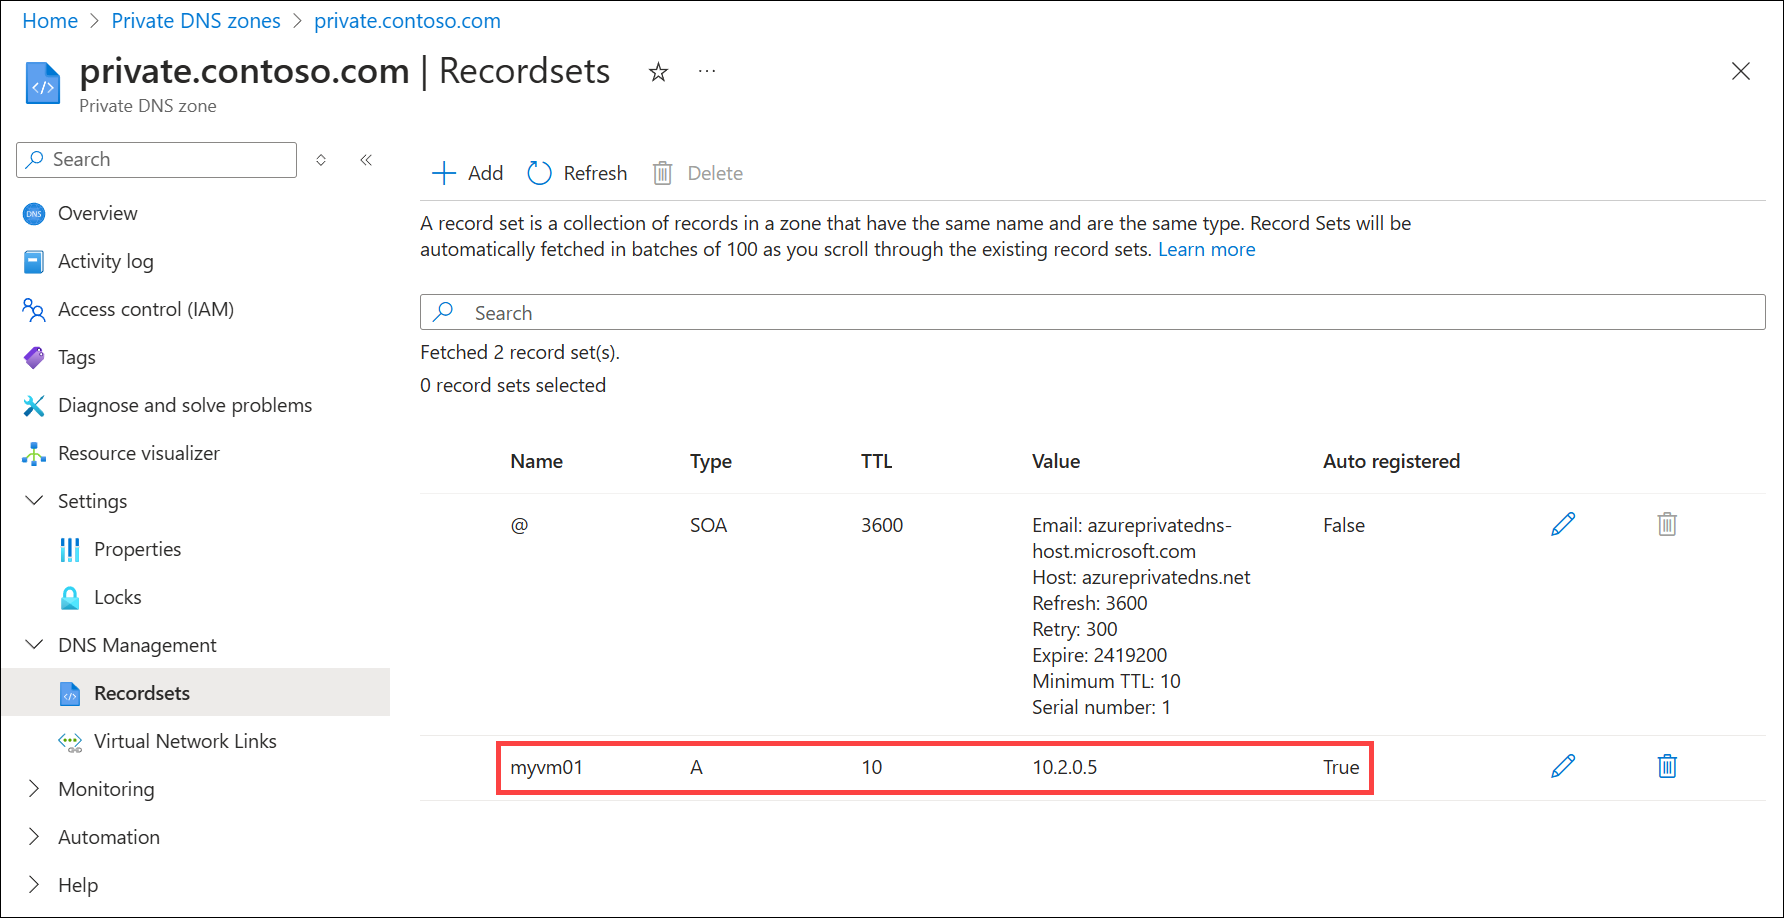 Home > Private DNS zones > private.contoso.com
private.contoso.com | Recordsets
Private DNS zone
Search
Overview
Activity log
Access control (IAM)
Tags
Diagnose and solve problems
Resource visualizer
Settings
Properties
Locks
DNS Management
Recordsets
Virtual Network Links
Monitoring
Automation
Help
Add Refresh Delete
A record set is a collection of records in a zone that have the same name and are the same type. Record Sets will be
automatically fetched in batches of 100 as you scroll through the existing record sets. Learn more
Search
Fetched 2 record set(s).
0 record sets selected
Name Type TTL Value Auto registered
@ SOA 3600 Email: azureprivatedns- False
host.microsoft.com
Host: azureprivatedns.net
Refresh: 3600
Retry: 300
Expire: 2419200
Minimum TTL: 10
Serial number: 1
myvm01 A 10 10.2.0.5 True